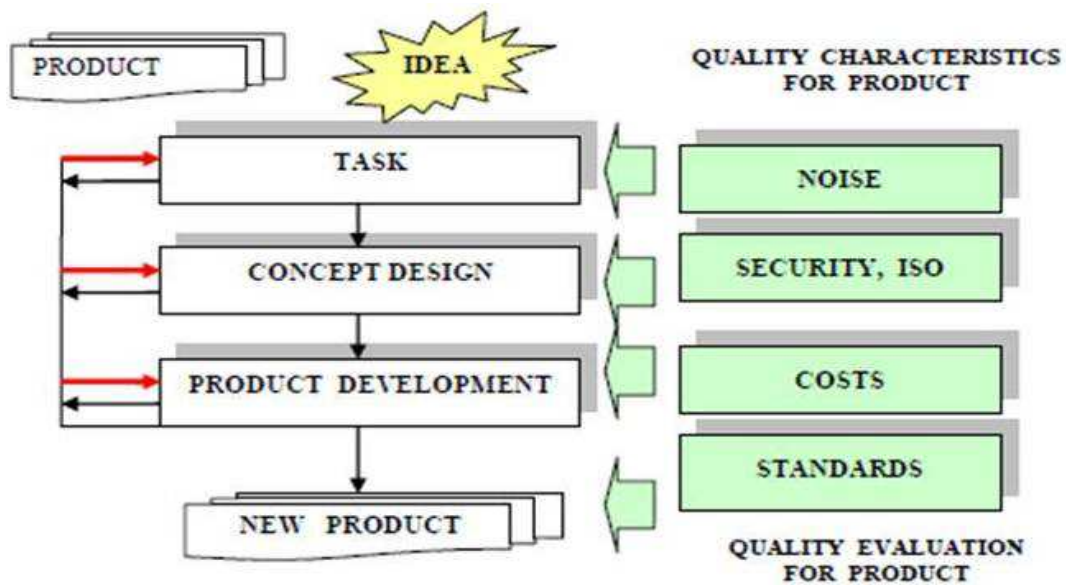 PRODUCT
IDEA
QUALITY CHARACTERISTICS
FOR PRODUCT
TASK
NOISE
CONCEPT DESIGN
SECURITY, ISO
PRODUCT DEVELOPMENT
COSTS
STANDARDS
NEW PRODUCT
QUALITY EVALUATION
FOR PRODUCT